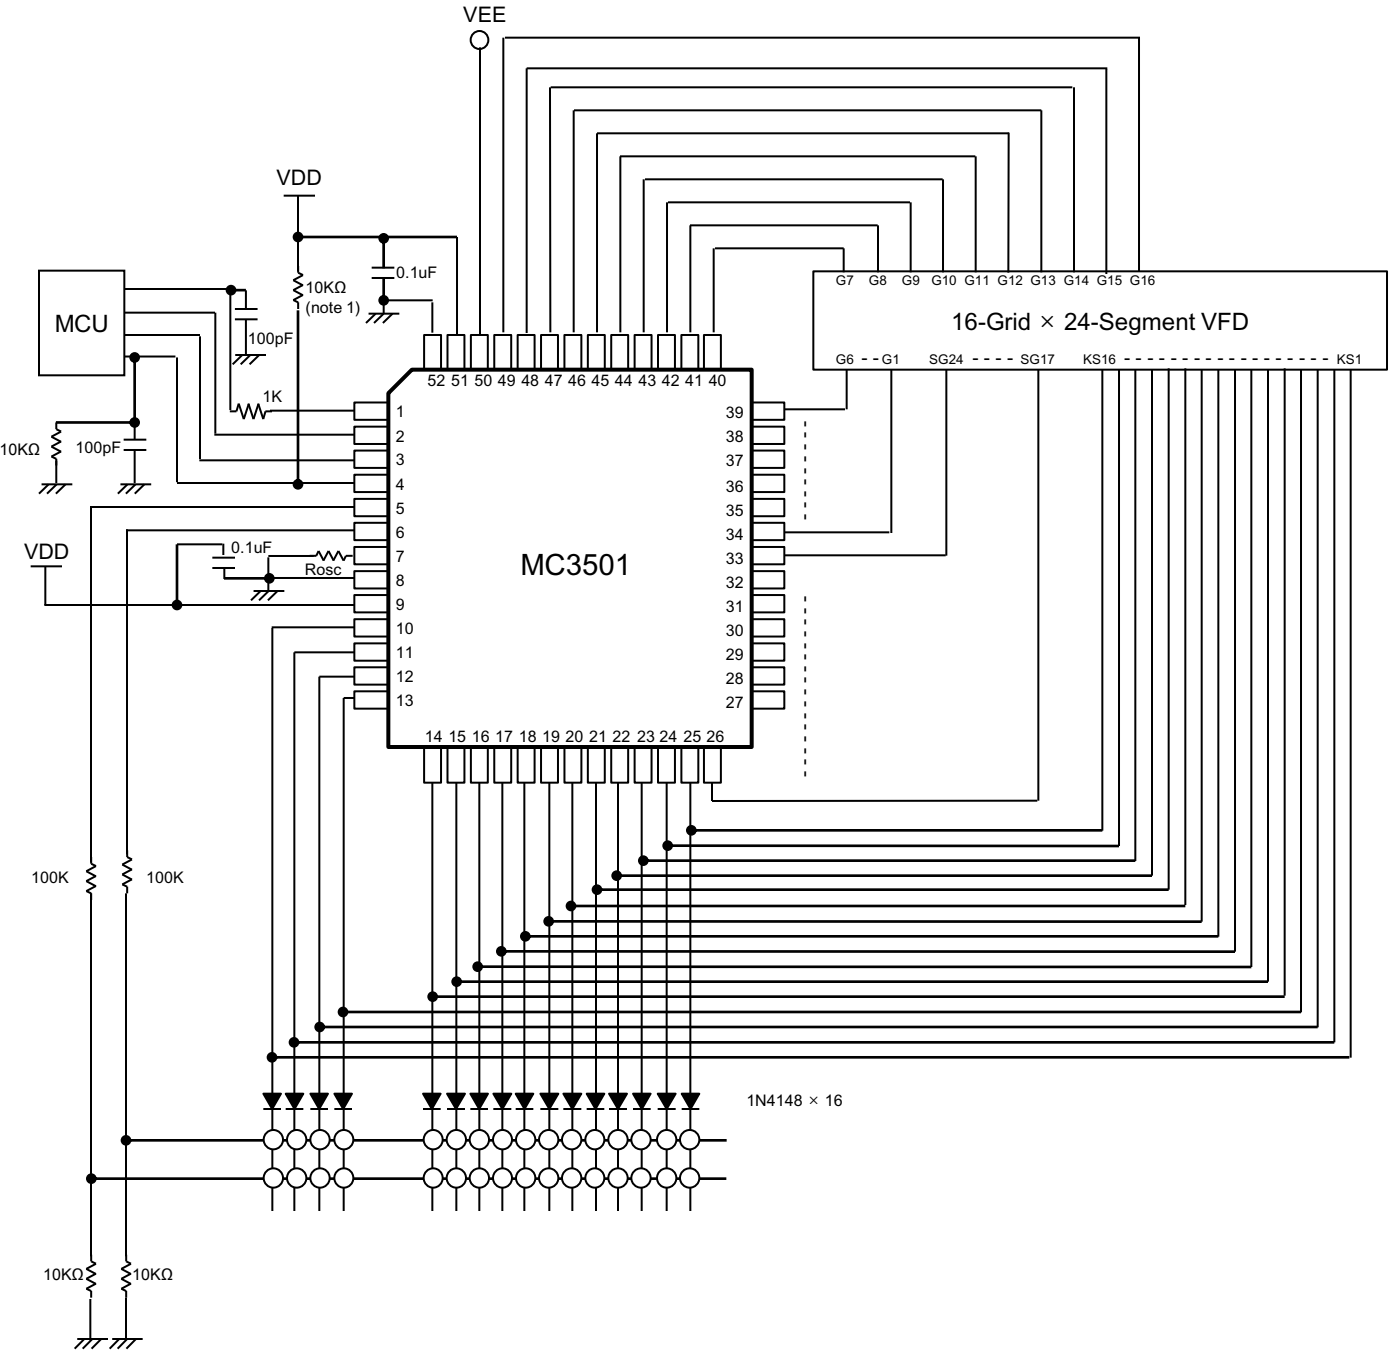 VEE
VDD
10KΩ
(note 1)
0.1uF
MCU
100pF
1K
10KΩ
100pF
VDD
0.1uF
Rosc
G7 G8 G9 G10 G11 G12 G13 G14 G15 G16
16-Grid × 24-Segment VFD
G6 - - G1 SG24 - - - - SG17 KS16 - - - - - - - - - - - - - - - - - KS1
52 51 50 49 48 47 46 45 44 43 42 41 40
1
2
3
4
5
6
7
8
9
10
11
12
13
MC3501
39
38
37
36
35
34
33
32
31
30
29
28
27
14 15 16 17 18 19 20 21 22 23 24 25 26
100K
100K
1N4148 × 16
10KΩ
10KΩ